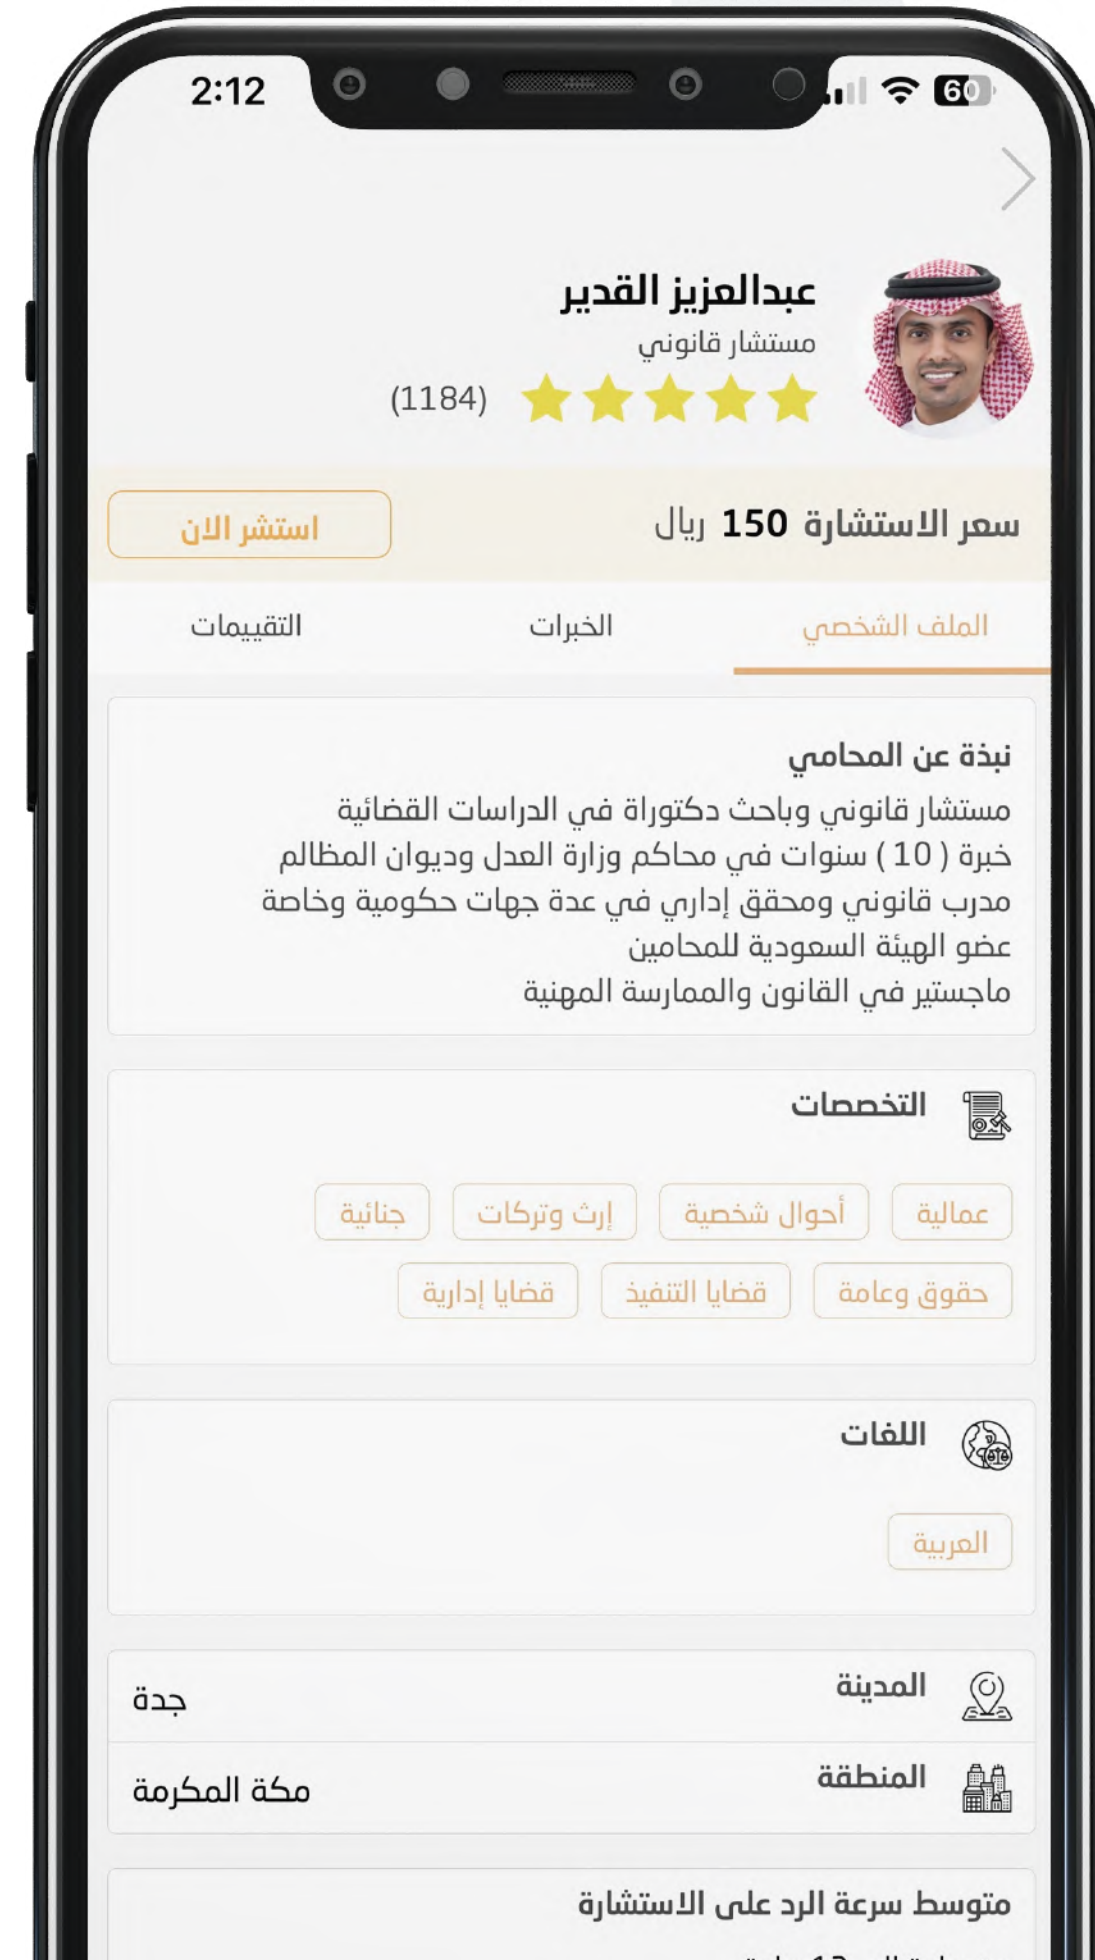 2:12
60
عبدالعزيز القدير
مستشار قانوني
(1184)
سعر الاستشارة 150 ريال
استشر الان
الملف الشخصي
الخبرات
التقييمات
نبذة عن المحامي
مستشار قانوني وباحث دكتوراة في الدراسات القضائية
خبرة ( 10 ) سنوات في محاكم وزارة العدل وديوان المظالم
مدرب قانوني ومحقق إداري في عدة جهات حكومية وخاصة
عضو الهيئة السعودية للمحامين
ماجستير في القانون والممارسة المهنية
التخصصات
عمالية
أحوال شخصية
إرث وتركات
جنائية
حقوق وعامة
قضايا التنفيذ
قضايا إدارية
اللغات
العربية
المدينة
جدة
المنطقة
مكة المكرمة
متوسط سرعة الرد على الاستشارة